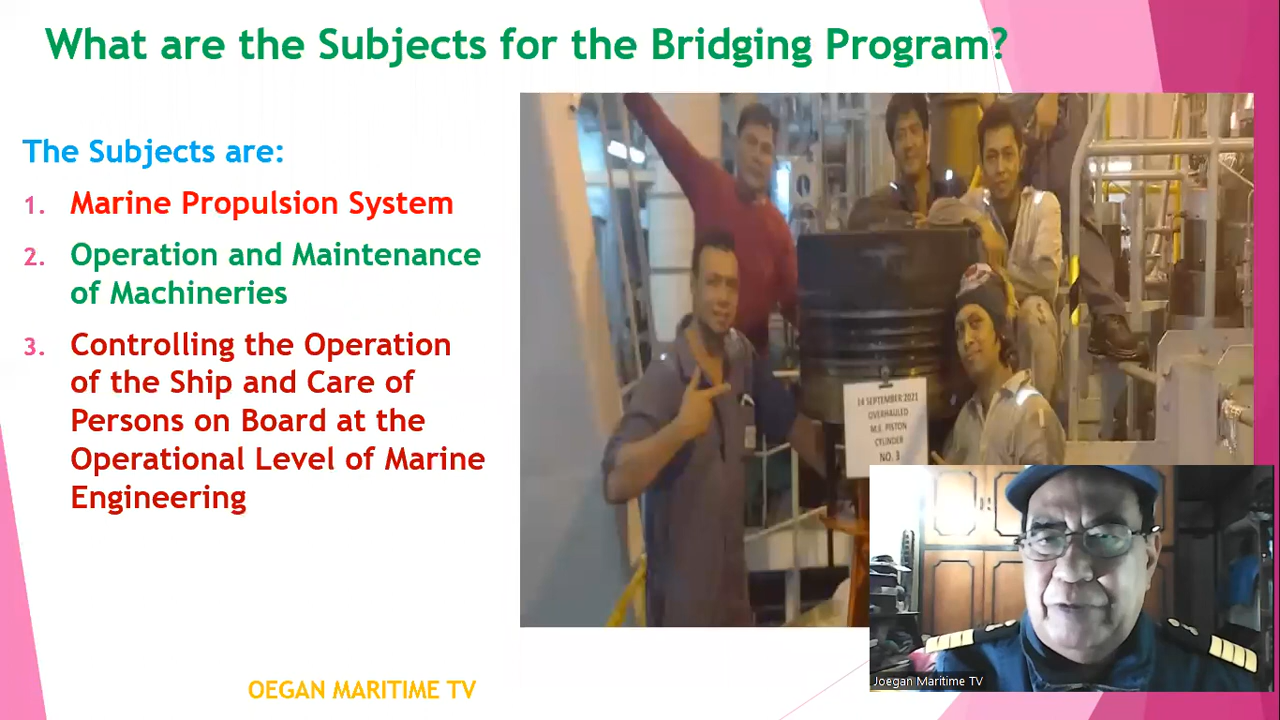 What are the Subjects for the Bridging Program?
The Subjects are:
1. Marine Propulsion System
2. Operation and Maintenance
of Machineries
3. Controlling the Operation
of the Ship and Care of
Persons on Board at the
Operational Level of Marine
Engineering
14 SEPTEMBER 2021
OVERHAULED
M.E. PISTON
CYLINDER
NO. 3
Joegan Maritime TV
OEGAN MARITIME TV